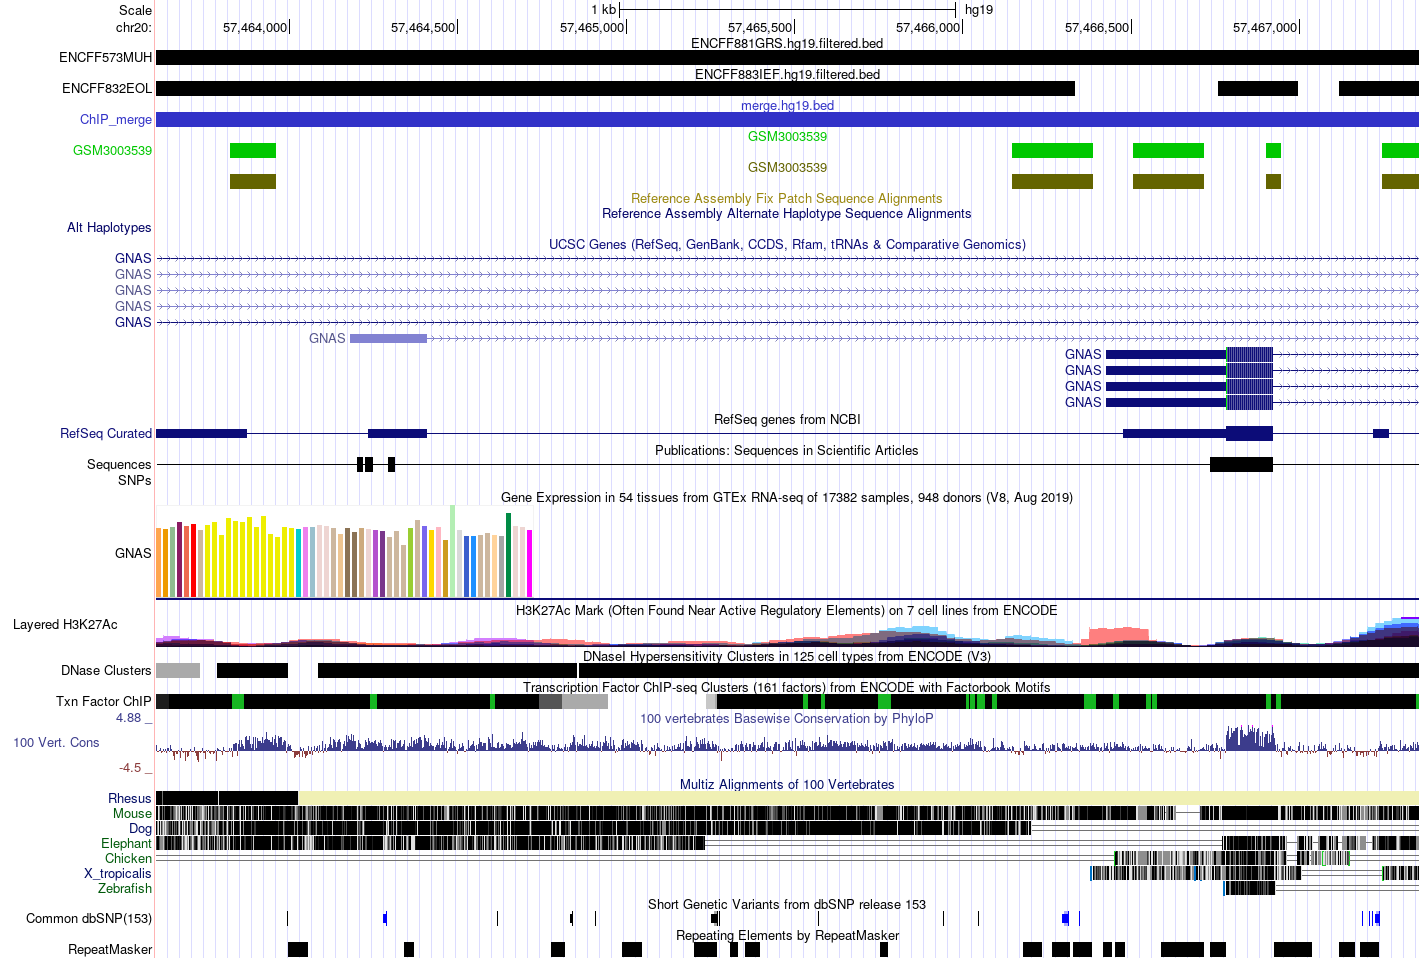 Scale 1 kb hg19
chr20: 57,464,000 57,464,500 57,465,000 57,465,500 57,466,000 57,466,500 57,467,000
ENCFF881GRS.hg19.filtered.bed
ENCFF573MUH
ENCFF883IEF.hg19.filtered.bed
ENCFF832EOL
merge.hg19.bed
ChIP_merge
GSM3003539
GSM3003539
GSM3003539
Reference Assembly Fix Patch Sequence Alignments
Reference Assembly Alternate Haplotype Sequence Alignments
Alt Haplotypes
UCSC Genes (RefSeq, GenBank, CCDS, Rfam, tRNAs & Comparative Genomics)
GNAS
GNAS
GNAS
GNAS
GNAS
GNAS
GNAS
GNAS
GNAS
GNAS
RefSeq genes from NCBI
RefSeq Curated
Publications: Sequences in Scientific Articles
Sequences
SNPs
Gene Expression in 54 tissues from GTEx RNA-seq of 17382 samples, 948 donors (V8, Aug 2019)
GNAS
H3K27Ac Mark (Often Found Near Active Regulatory Elements) on 7 cell lines from ENCODE
Layered H3K27Ac
DNaseI Hypersensitivity Clusters in 125 cell types from ENCODE (V3)
DNase Clusters
Transcription Factor ChIP-seq Clusters (161 factors) from ENCODE with Factorbook Motifs
Txn Factor ChIP
4.88 _ 100 vertebrates Basewise Conservation by PhyloP
100 Vert. Cons
-4.5 _
Multiz Alignments of 100 Vertebrates
Rhesus
Mouse
Dog
Elephant
Chicken
X_tropicalis
Zebrafish
Short Genetic Variants from dbSNP release 153
Common dbSNP(153)
Repeating Elements by RepeatMasker
RepeatMasker